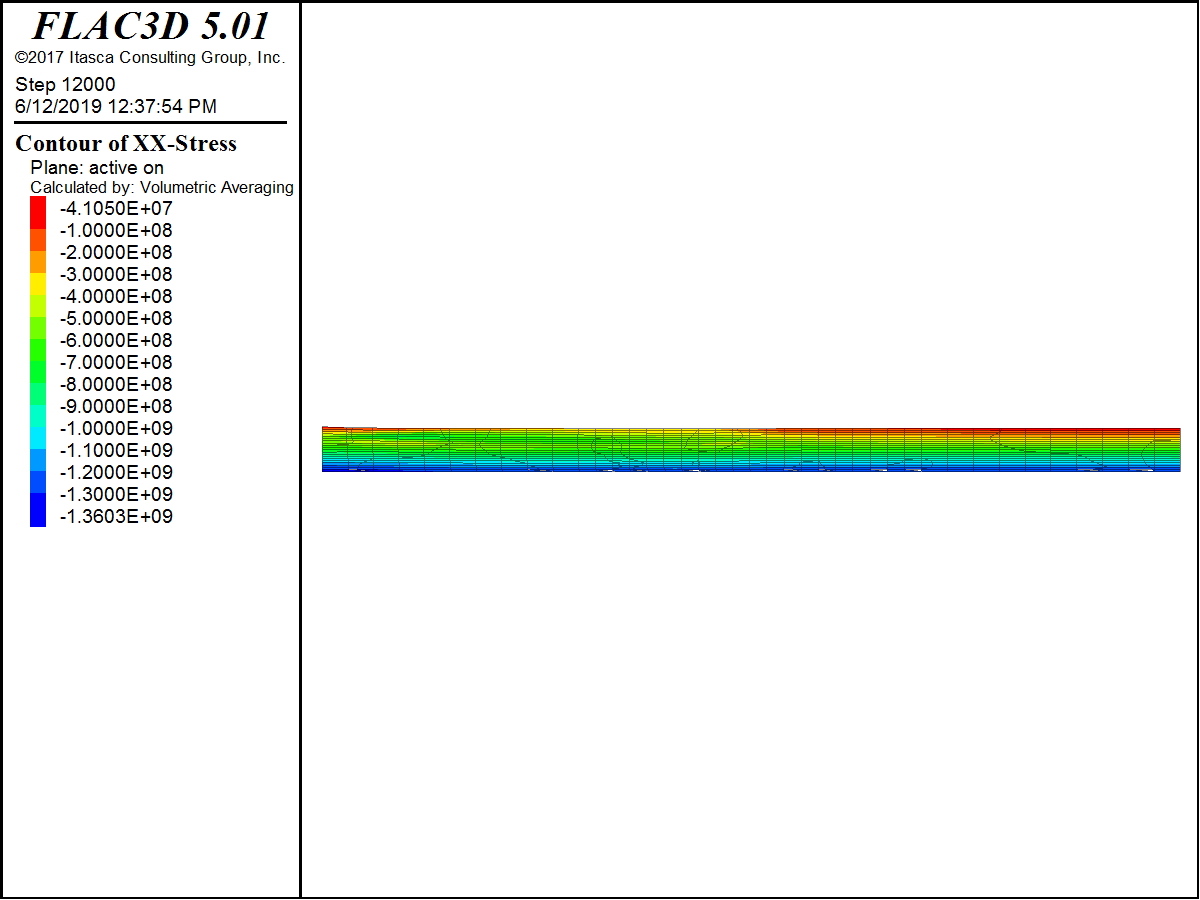 FLAC3D 5.01
©2017 Itasca Consulting Group, Inc.
Step 12000
6/12/2019 12:37:54 PM
Contour of XX-Stress
Plane: active on
Calculated by: Volumetric Averaging
-4.1050E+07
-1.0000E+08
-2.0000E+08
-3.0000E+08
-4.0000E+08
-5.0000E+08
-6.0000E+08
-7.0000E+08
-8.0000E+08
-9.0000E+08
-1.0000E+09
-1.1000E+09
-1.2000E+09
-1.3000E+09
-1.3603E+09